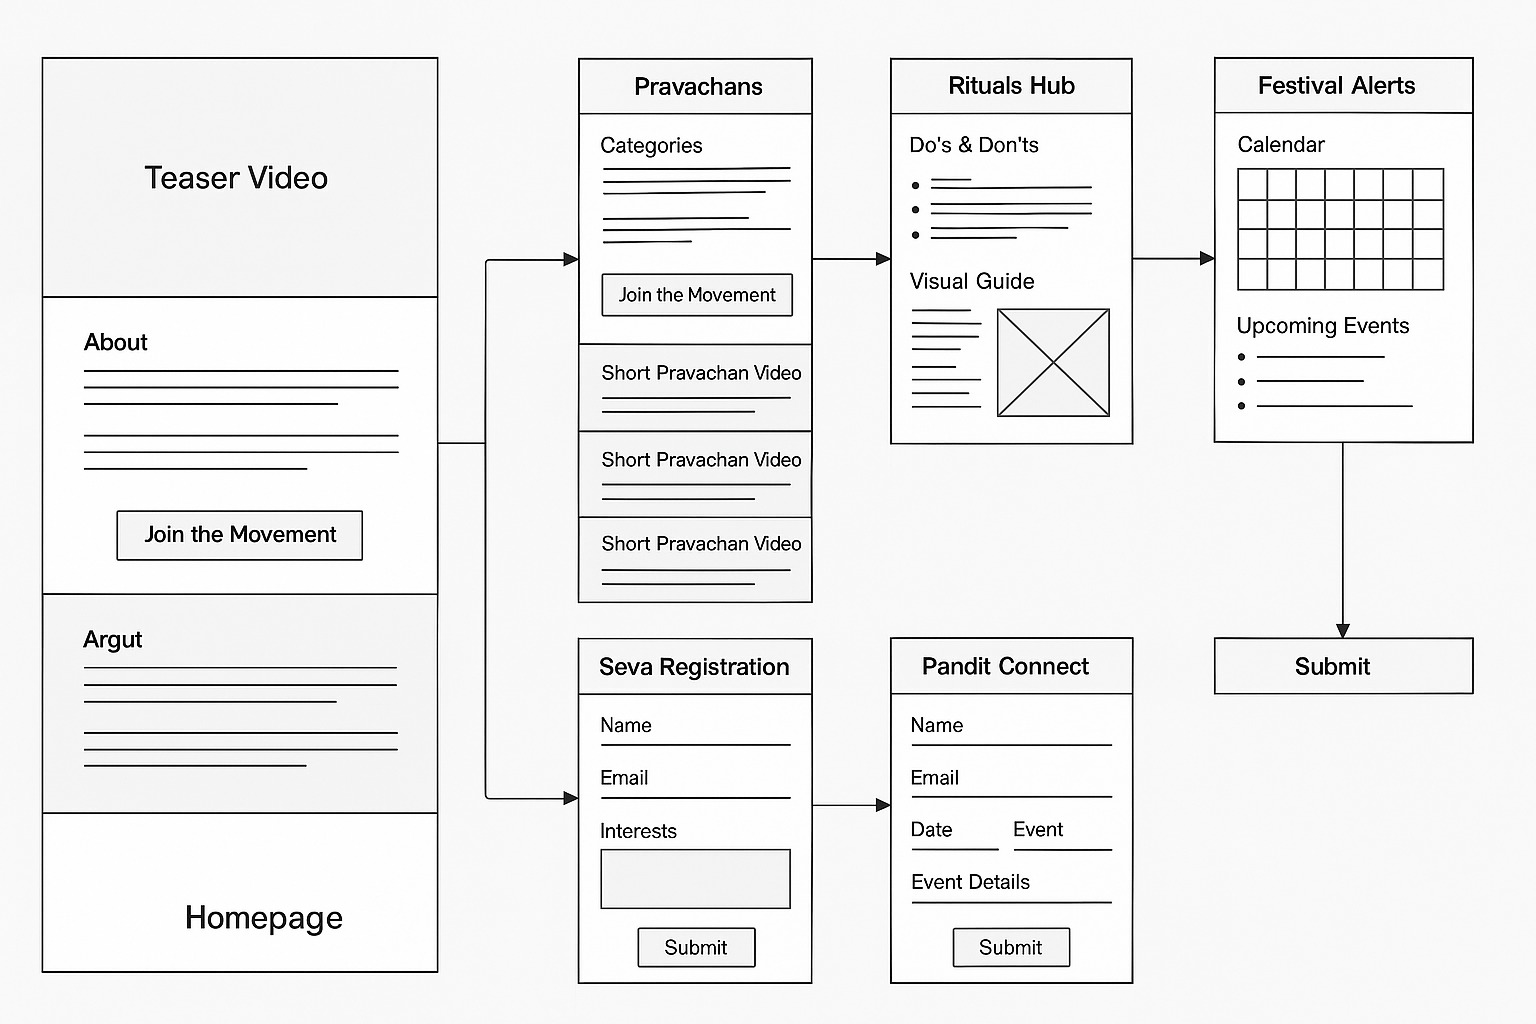 Teaser Video
About
Join the Movement
Argut
Homepage
Pravachans
Categories
Join the Movement
Short Pravachan Video
Short Pravachan Video
Short Pravachan Video
Rituals Hub
Do's & Don'ts
Visual Guide
Festival Alerts
Calendar
Upcoming Events
Submit
Seva Registration
Name
Email
Interests
Submit
Pandit Connect
Name
Email
Date Event
Event Details
Submit